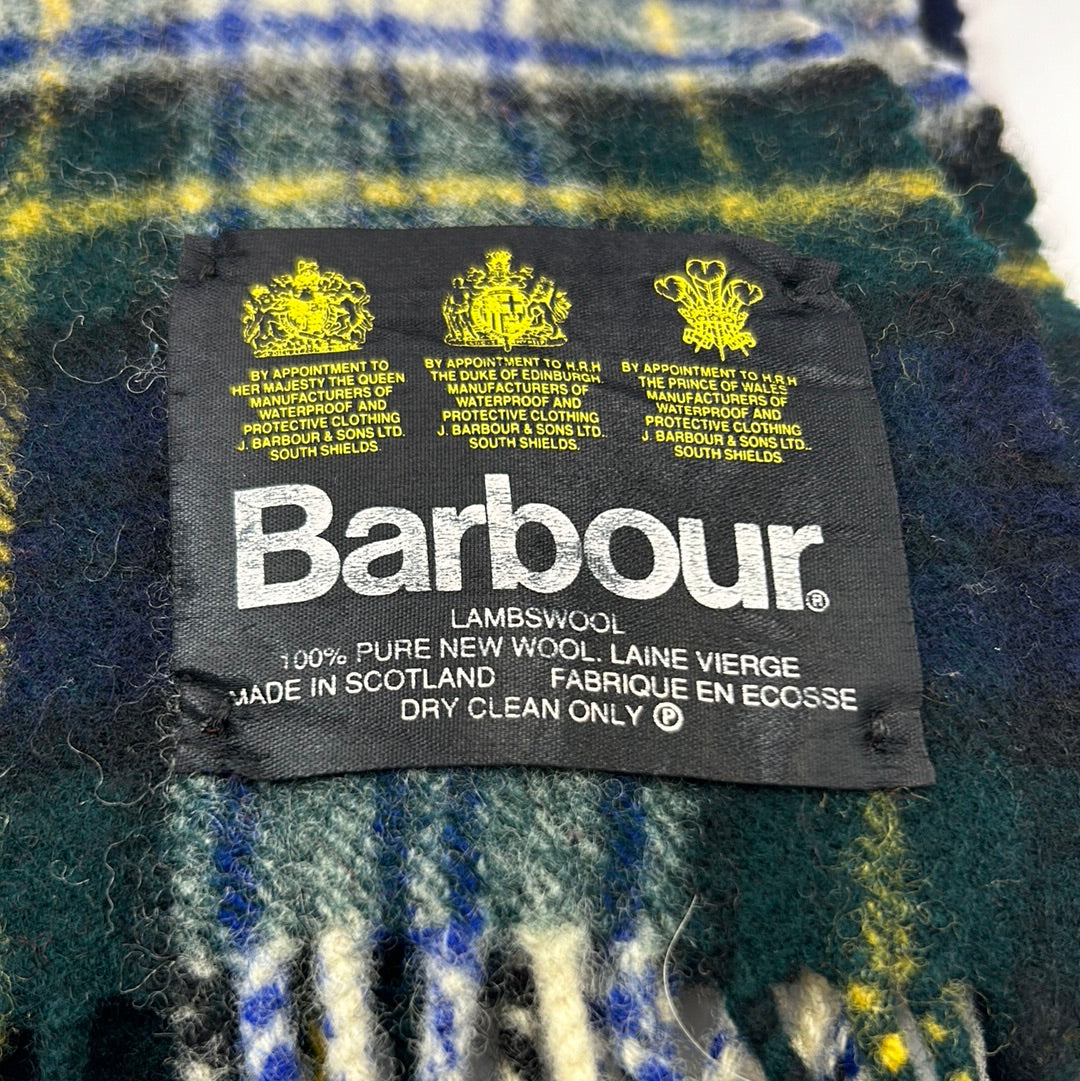 BY APPOINTMENT TO
HER MAJESTY THE QUEEN
MANUFACTURERS OF
WATERPROOF AND
PROTECTIVE CLOTHING
J. BARBOUR & SONS LTD.
SOUTH SHIELDS.
BY APPOINTMENT TO H.R.H
THE DUKE OF EDINBURGH
MANUFACTURERS OF
WATERPROOF AND
PROTECTIVE CLOTHING
J. BARBOUR & SONS LTD..
SOUTH SHIELDS.
BY APPOINTMENT TO H.R.H
THE PRINCE OF WALES
MANUFACTURERS OF
WATERPROOF AND
PROTECTIVE CLOTHING
J. BARBOUR & SONS LTD..
SOUTH SHIELDS
Barbour®
LAMBSWOOL
100% PURE NEW WOOL. LAINE VIERGE
MADE IN SCOTLAND FABRIQUE EN ECOSSE
DRY CLEAN ONLY Ⓟ